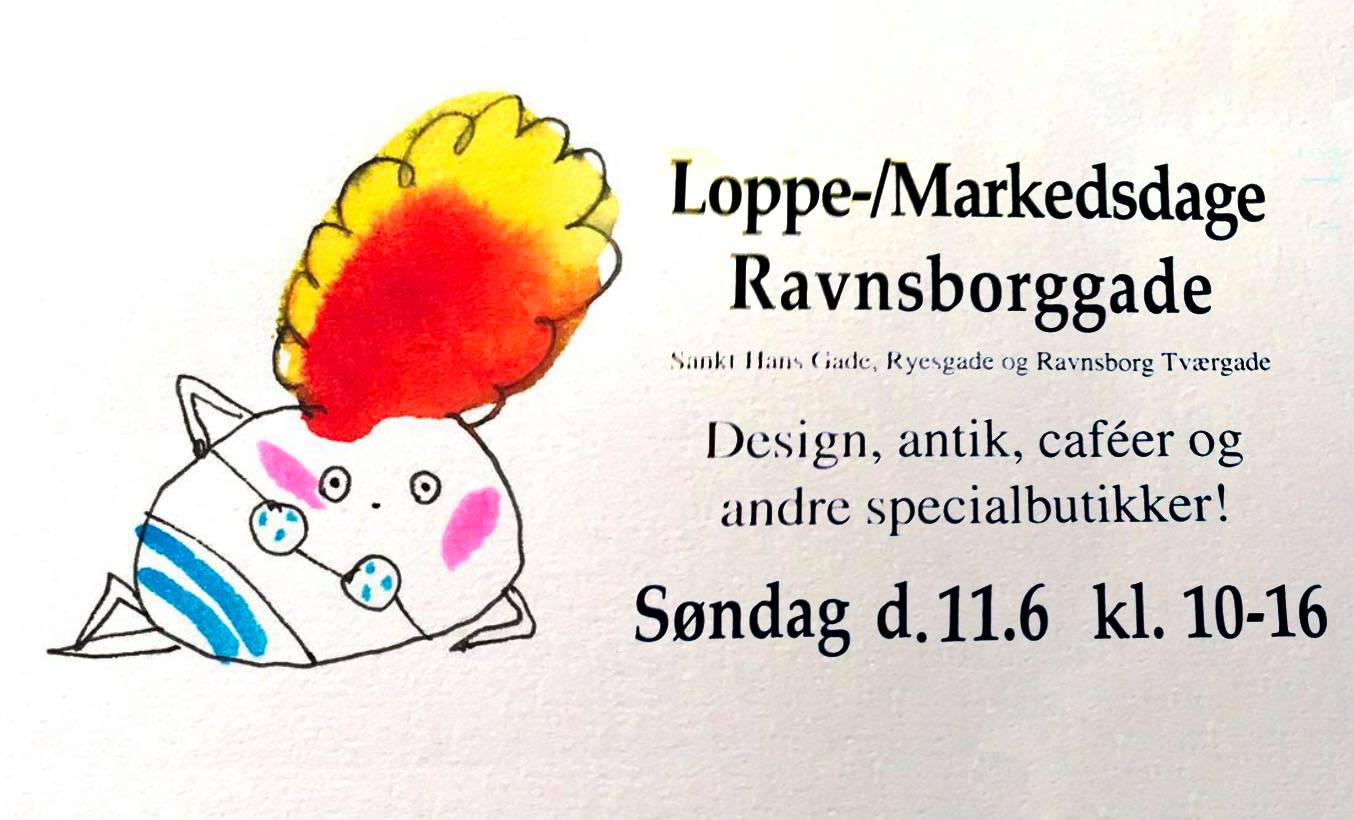 Loppe-/Markedsdage
Ravnsborggade
Sankt Hans Gade, Ryesgade og Ravnsborg Tværgade
Design, antik, caféer og
andre specialbutikker!
Søndag d.11.6 kl. 10-16